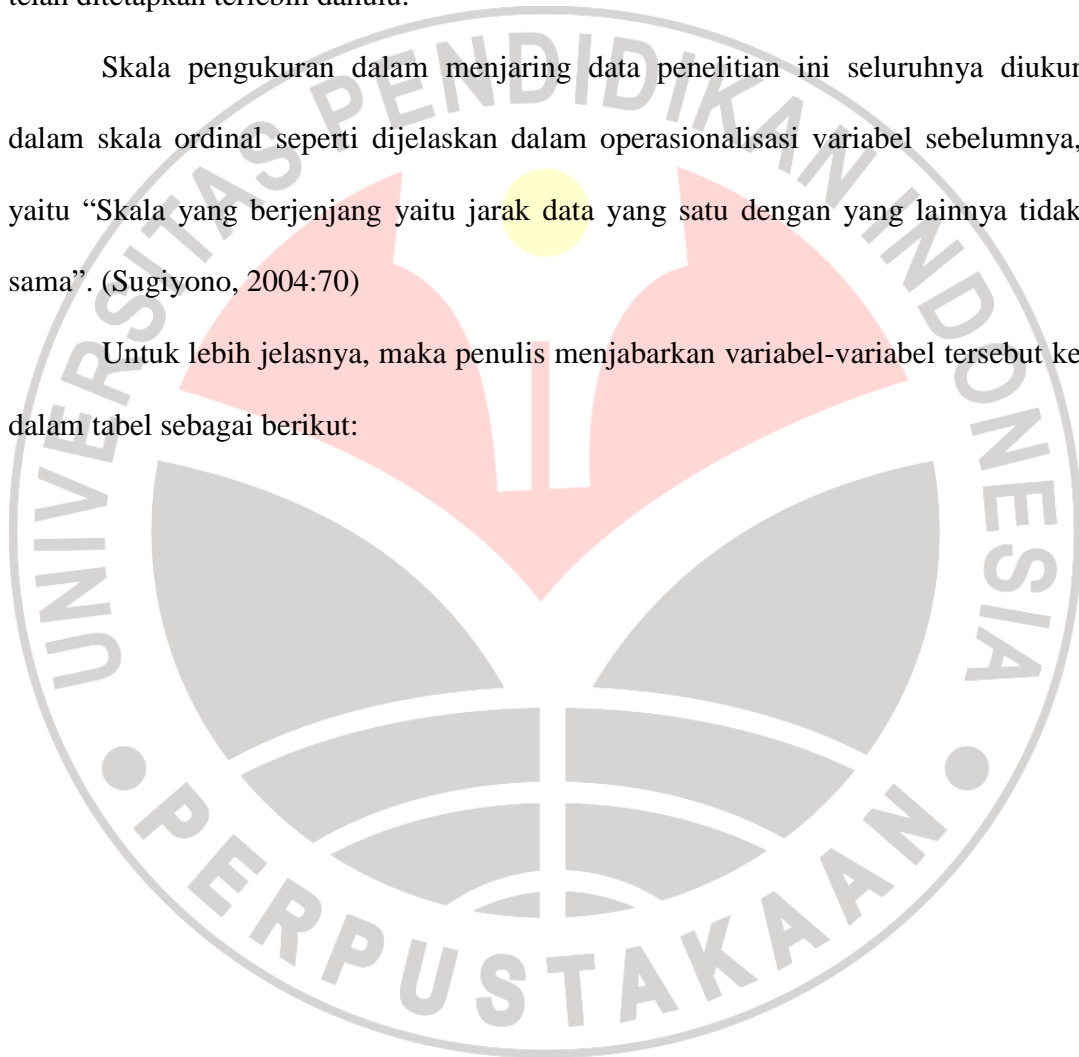 telah ditetapkan terlebih dahulu.
Skala pengukuran dalam menjaring data penelitian ini seluruhnya diukur
dalam skala ordinal seperti dijelaskan dalam operasionalisasi variabel sebelumnya,
yaitu “Skala yang berjenjang yaitu jarak data yang satu dengan yang lainnya tidak
sama”. (Sugiyono, 2004:70)
Untuk lebih jelasnya, maka penulis menjabarkan variabel-variabel tersebut ke
dalam tabel sebagai berikut:
UNIVERSITAS PENDIDIKAN INDONESIA
PERPUSTAKAAN